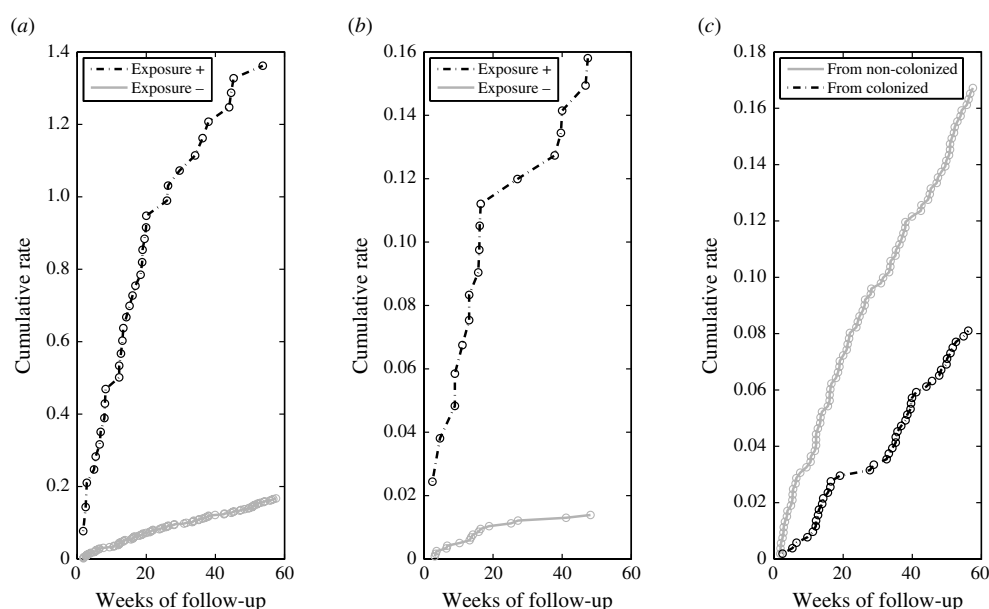 (a)
1.4
1.2
1.0
0.8
0.6
0.4
0.2
0
Cumulative rate
Exposure +
Exposure –
0 20 40 60
Weeks of follow-up
(b)
0.16
0.14
0.12
0.10
0.08
0.06
0.04
0.02
0
Exposure +
Exposure –
0 20 40 60
Weeks of follow-up
(c)
0.18
0.16
0.14
0.12
0.10
0.08
0.06
0.04
0.02
0
Cumulative rate
From non-colonized
From colonized
0 20 40 60
Weeks of follow-up